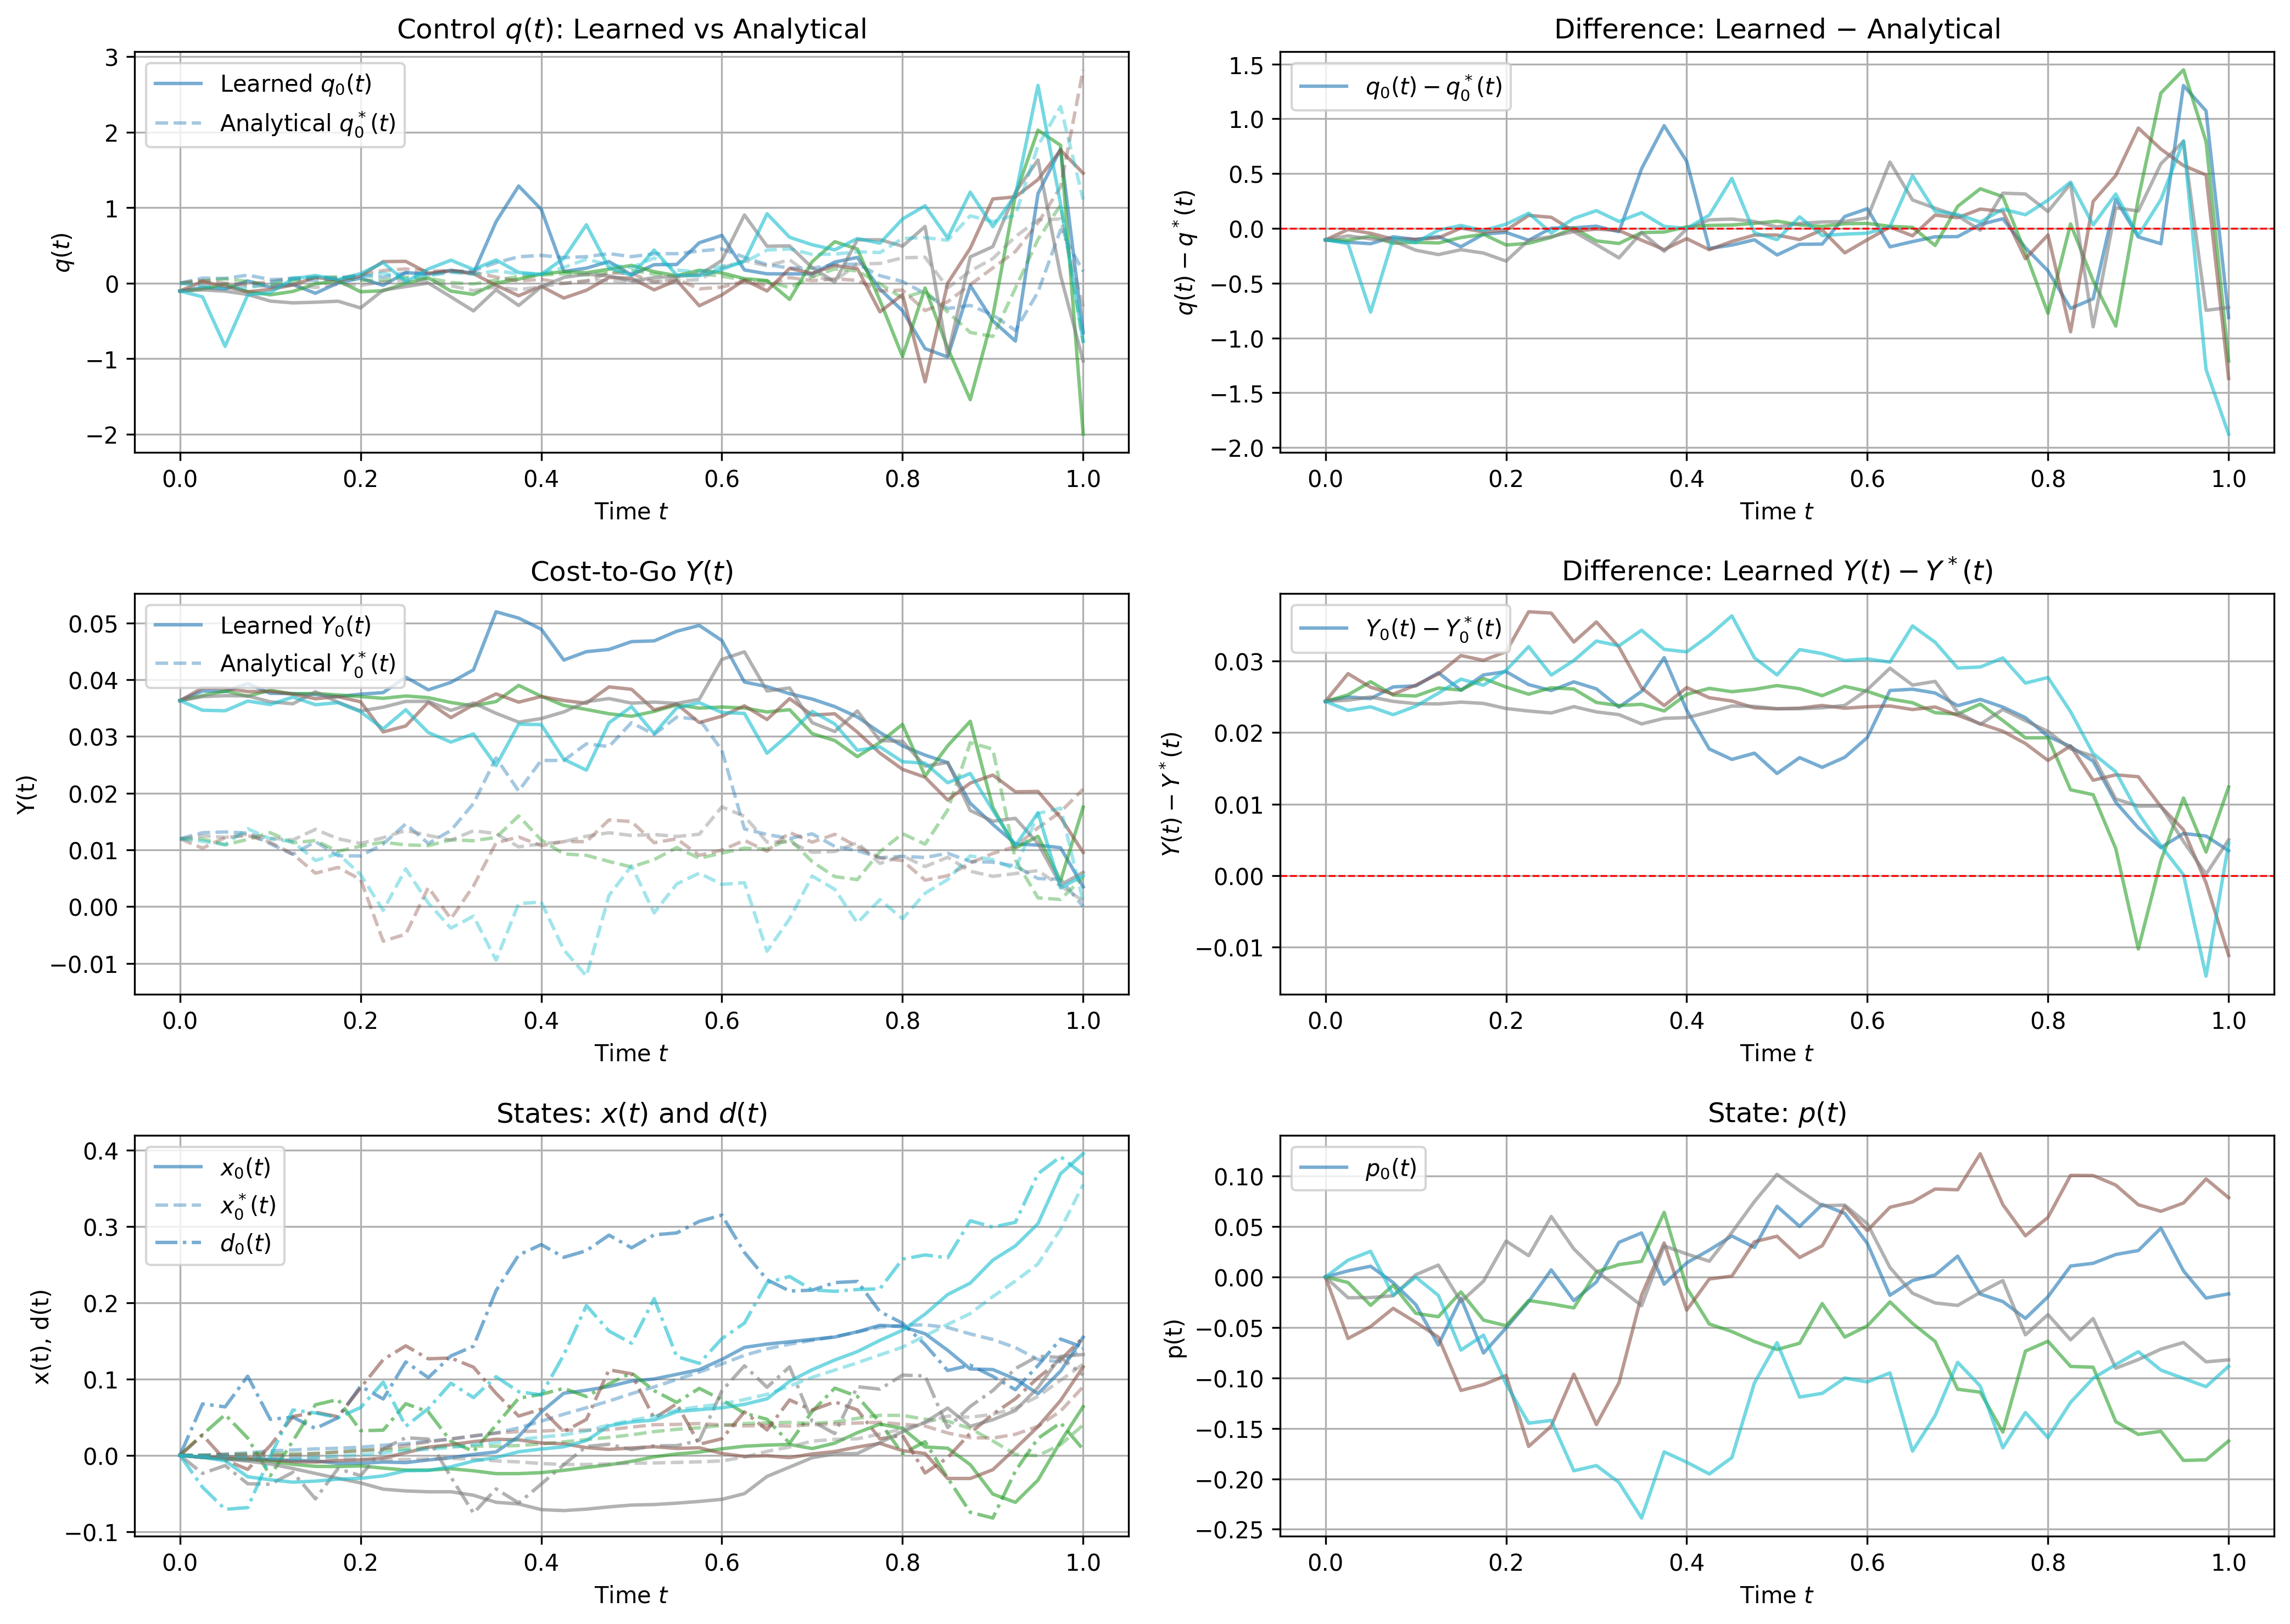 Control q(t): Learned vs Analytical
Learned q₀(t)
Analytical q₀*(t)
3
2
1
0
−1
−2
q(t)
0.0 0.2 0.4 0.6 0.8 1.0
Time t
Difference: Learned − Analytical
q₀(t) − q₀*(t)
1.5
1.0
0.5
0.0
−0.5
−1.0
−1.5
−2.0
q(t) − q*(t)
0.0 0.2 0.4 0.6 0.8 1.0
Time t
Cost-to-Go Y(t)
Learned Y₀(t)
Analytical Y₀*(t)
0.05
0.04
0.03
0.02
0.01
0.00
−0.01
Y(t)
0.0 0.2 0.4 0.6 0.8 1.0
Time t
Difference: Learned Y(t) − Y*(t)
Y₀(t) − Y₀*(t)
0.03
0.02
0.01
0.00
−0.01
Y(t) − Y*(t)
0.0 0.2 0.4 0.6 0.8 1.0
Time t
States: x(t) and d(t)
x₀(t)
x₀*(t)
d₀(t)
0.4
0.3
0.2
0.1
0.0
−0.1
x(t), d(t)
0.0 0.2 0.4 0.6 0.8 1.0
Time t
State: p(t)
p₀(t)
0.10
0.05
0.00
−0.05
−0.10
−0.15
−0.20
−0.25
p(t)
0.0 0.2 0.4 0.6 0.8 1.0
Time t